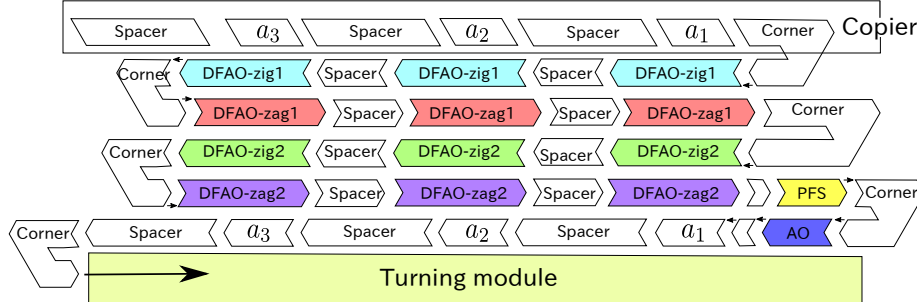 Spacer a₃ Spacer a₂ Spacer a₁ Corner Copier
Corner DFAO-zig1 Spacer DFAO-zig1 Spacer DFAO-zig1
DFAO-zag1 Spacer DFAO-zag1 Spacer DFAO-zag1 Corner
Corner DFAO-zig2 Spacer DFAO-zig2 Spacer DFAO-zig2
DFAO-zag2 Spacer DFAO-zag2 Spacer DFAO-zag2 PFS Corner
Corner Spacer a₃ Spacer a₂ Spacer a₁ AO
Turning module